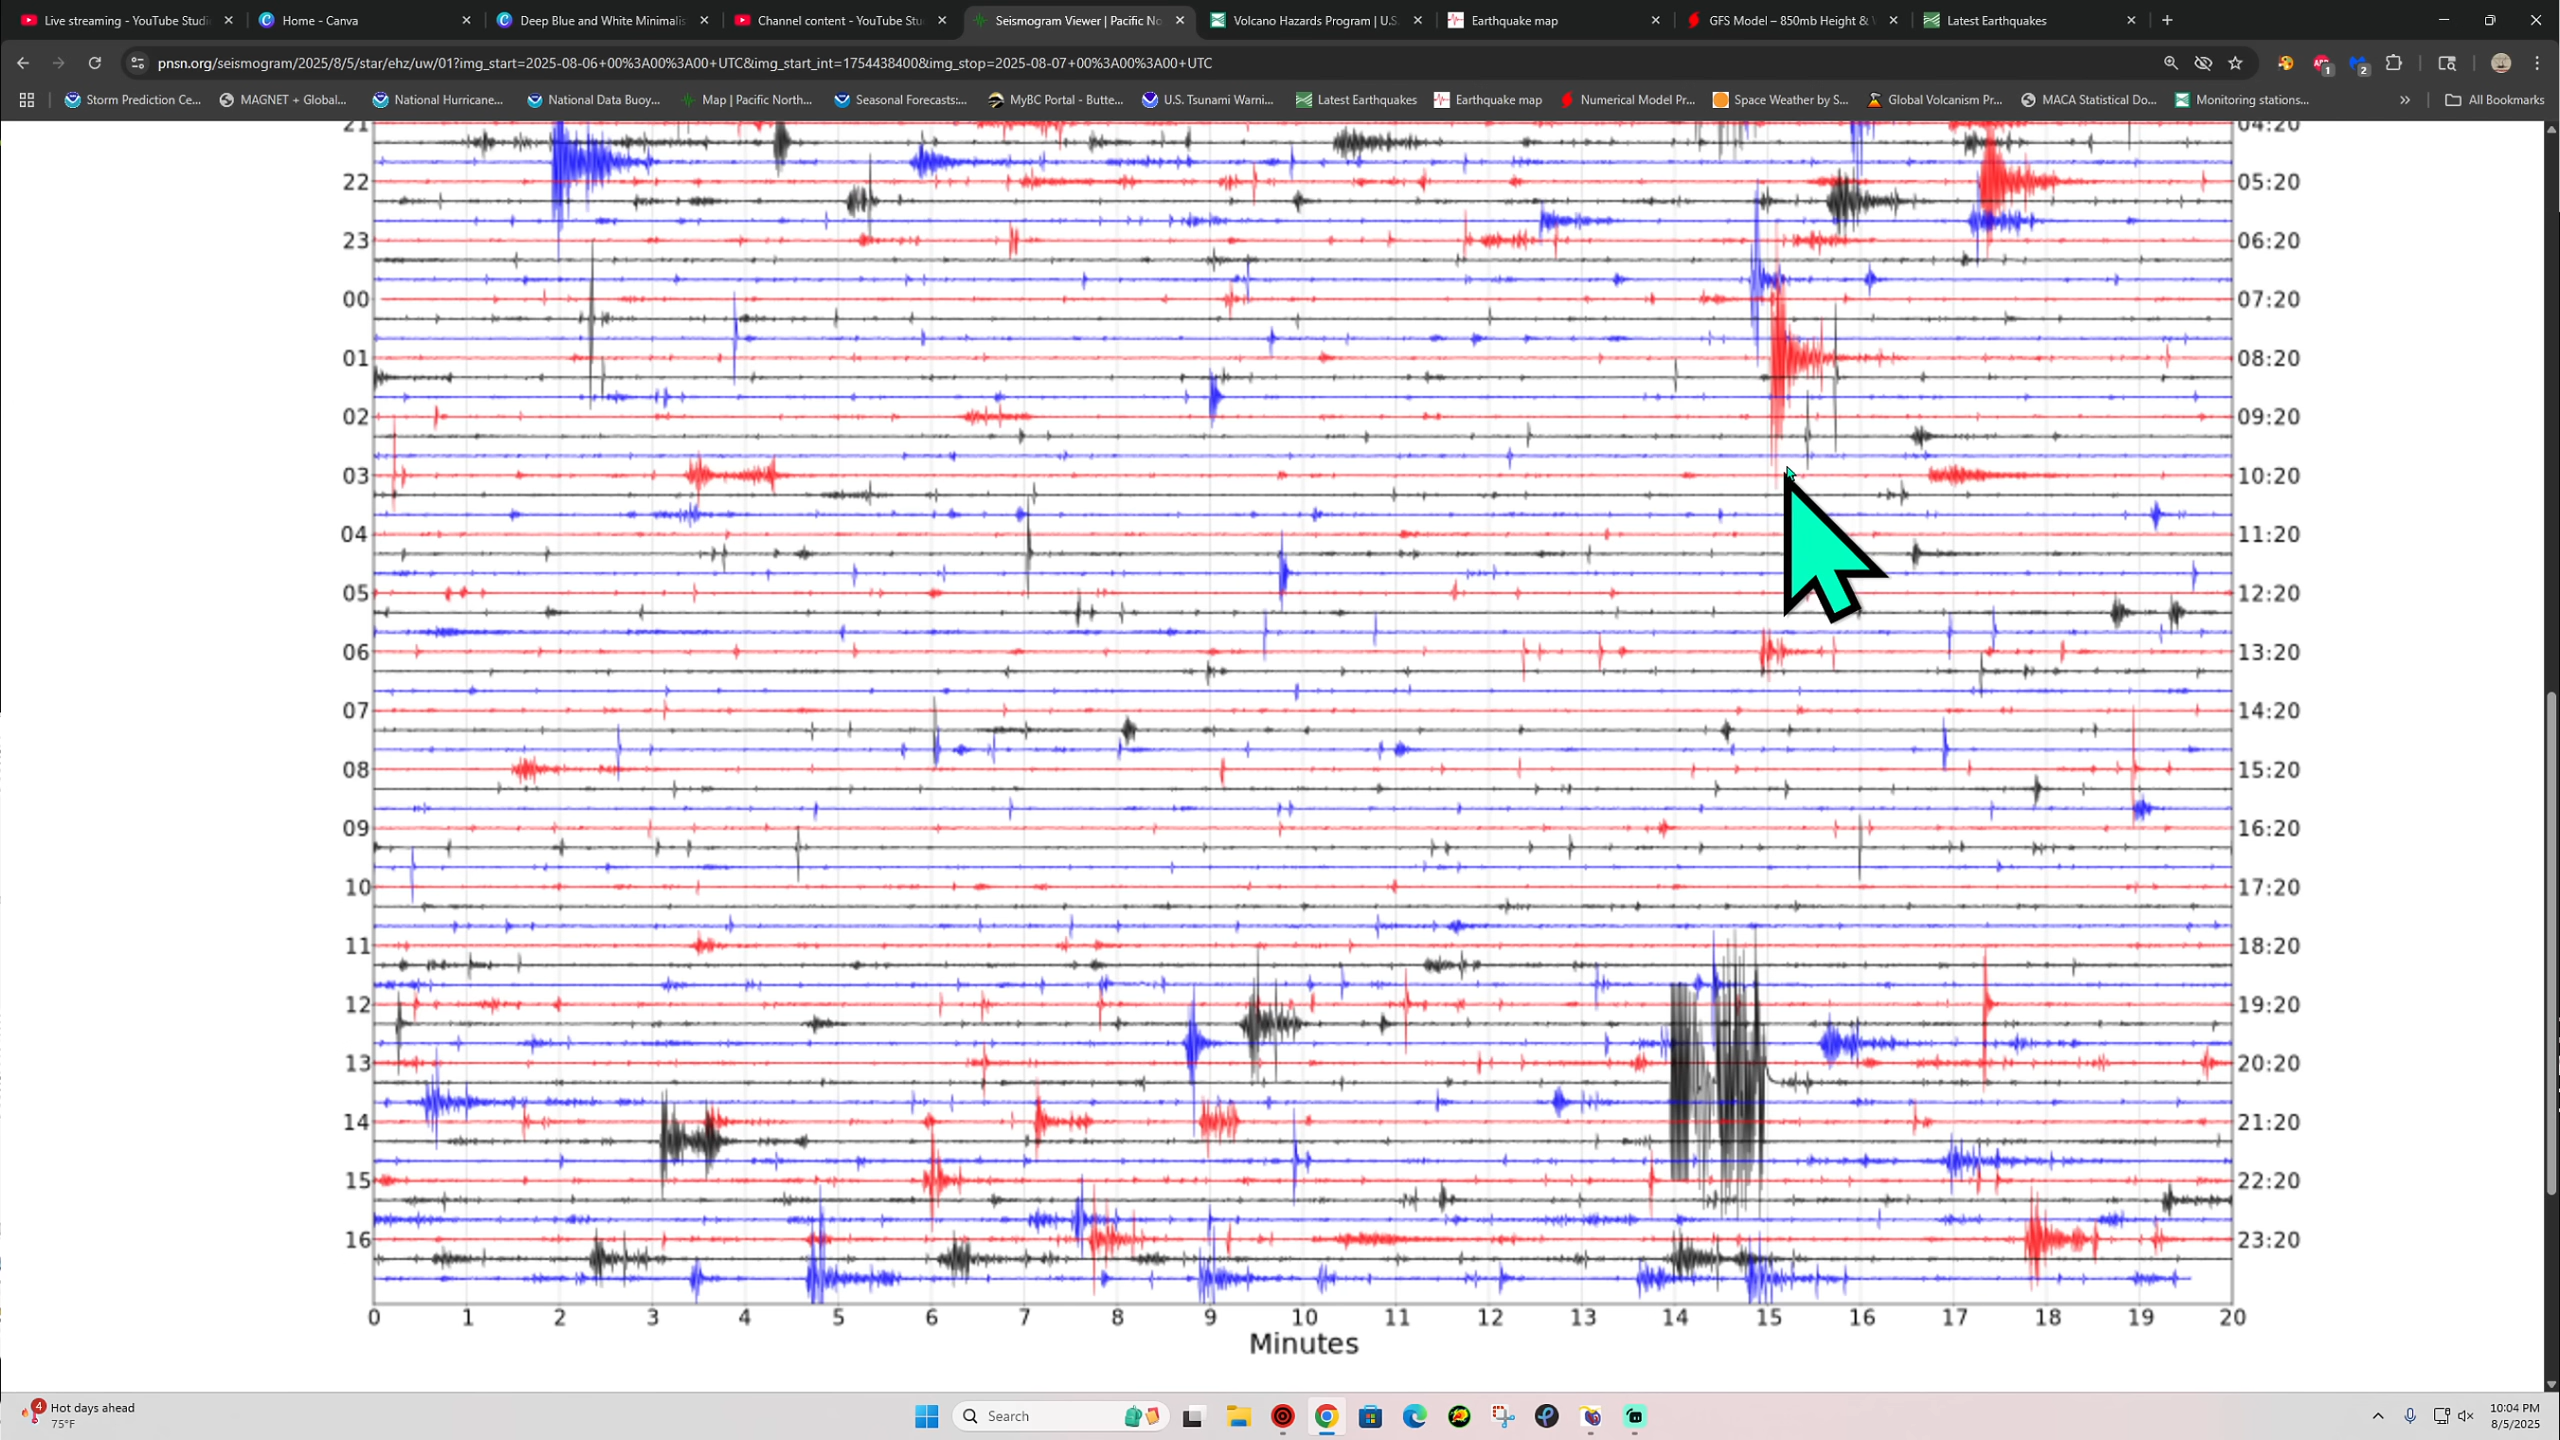 Live streaming - YouTube Studi
Home - Canva
Deep Blue and White Minimalis
Channel content - YouTube Stu
Seismogram Viewer | Pacific No
Volcano Hazards Program | U.S.
Earthquake map
GFS Model – 850mb Height & V
Latest Earthquakes
pnsn.org/seismogram/2025/8/5/star/ehz/uw/01?img_start=2025-08-06+00%3A00%3A00+UTC&img_start_int=1754438400&img_stop=2025-08-07+00%3A00%3A00+UTC
1
2
Storm Prediction Ce...
MAGNET + Global...
National Hurricane...
National Data Buoy...
Map | Pacific North...
Seasonal Forecasts:...
MyBC Portal - Butte...
U.S. Tsunami Warni...
Latest Earthquakes
Earthquake map
Numerical Model Pr...
Space Weather by S...
Global Volcanism Pr...
MACA Statistical Do...
Monitoring stations...
All Bookmarks
21 04:20
22 05:20
23 06:20
00 07:20
01 08:20
02 09:20
03 10:20
04 11:20
05 12:20
06 13:20
07 14:20
08 15:20
09 16:20
10 17:20
11 18:20
12 19:20
13 20:20
14 21:20
15 22:20
16 23:20
0 1 2 3 4 5 6 7 8 9 10 11 12 13 14 15 16 17 18 19 20
Minutes
4
Hot days ahead
75°F
Search
10:04 PM
8/5/2025